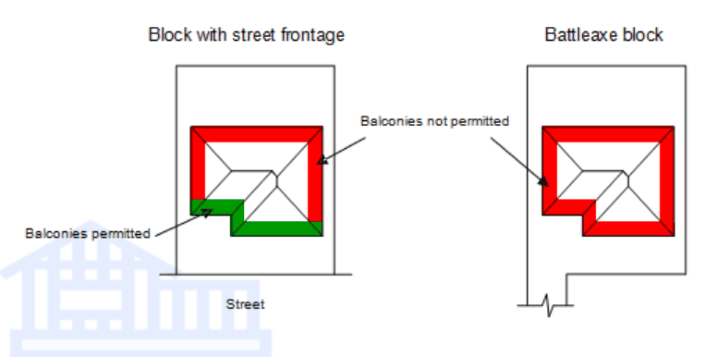 Block with street frontage
Battleaxe block
Balconies not permitted
Balconies permitted
Street